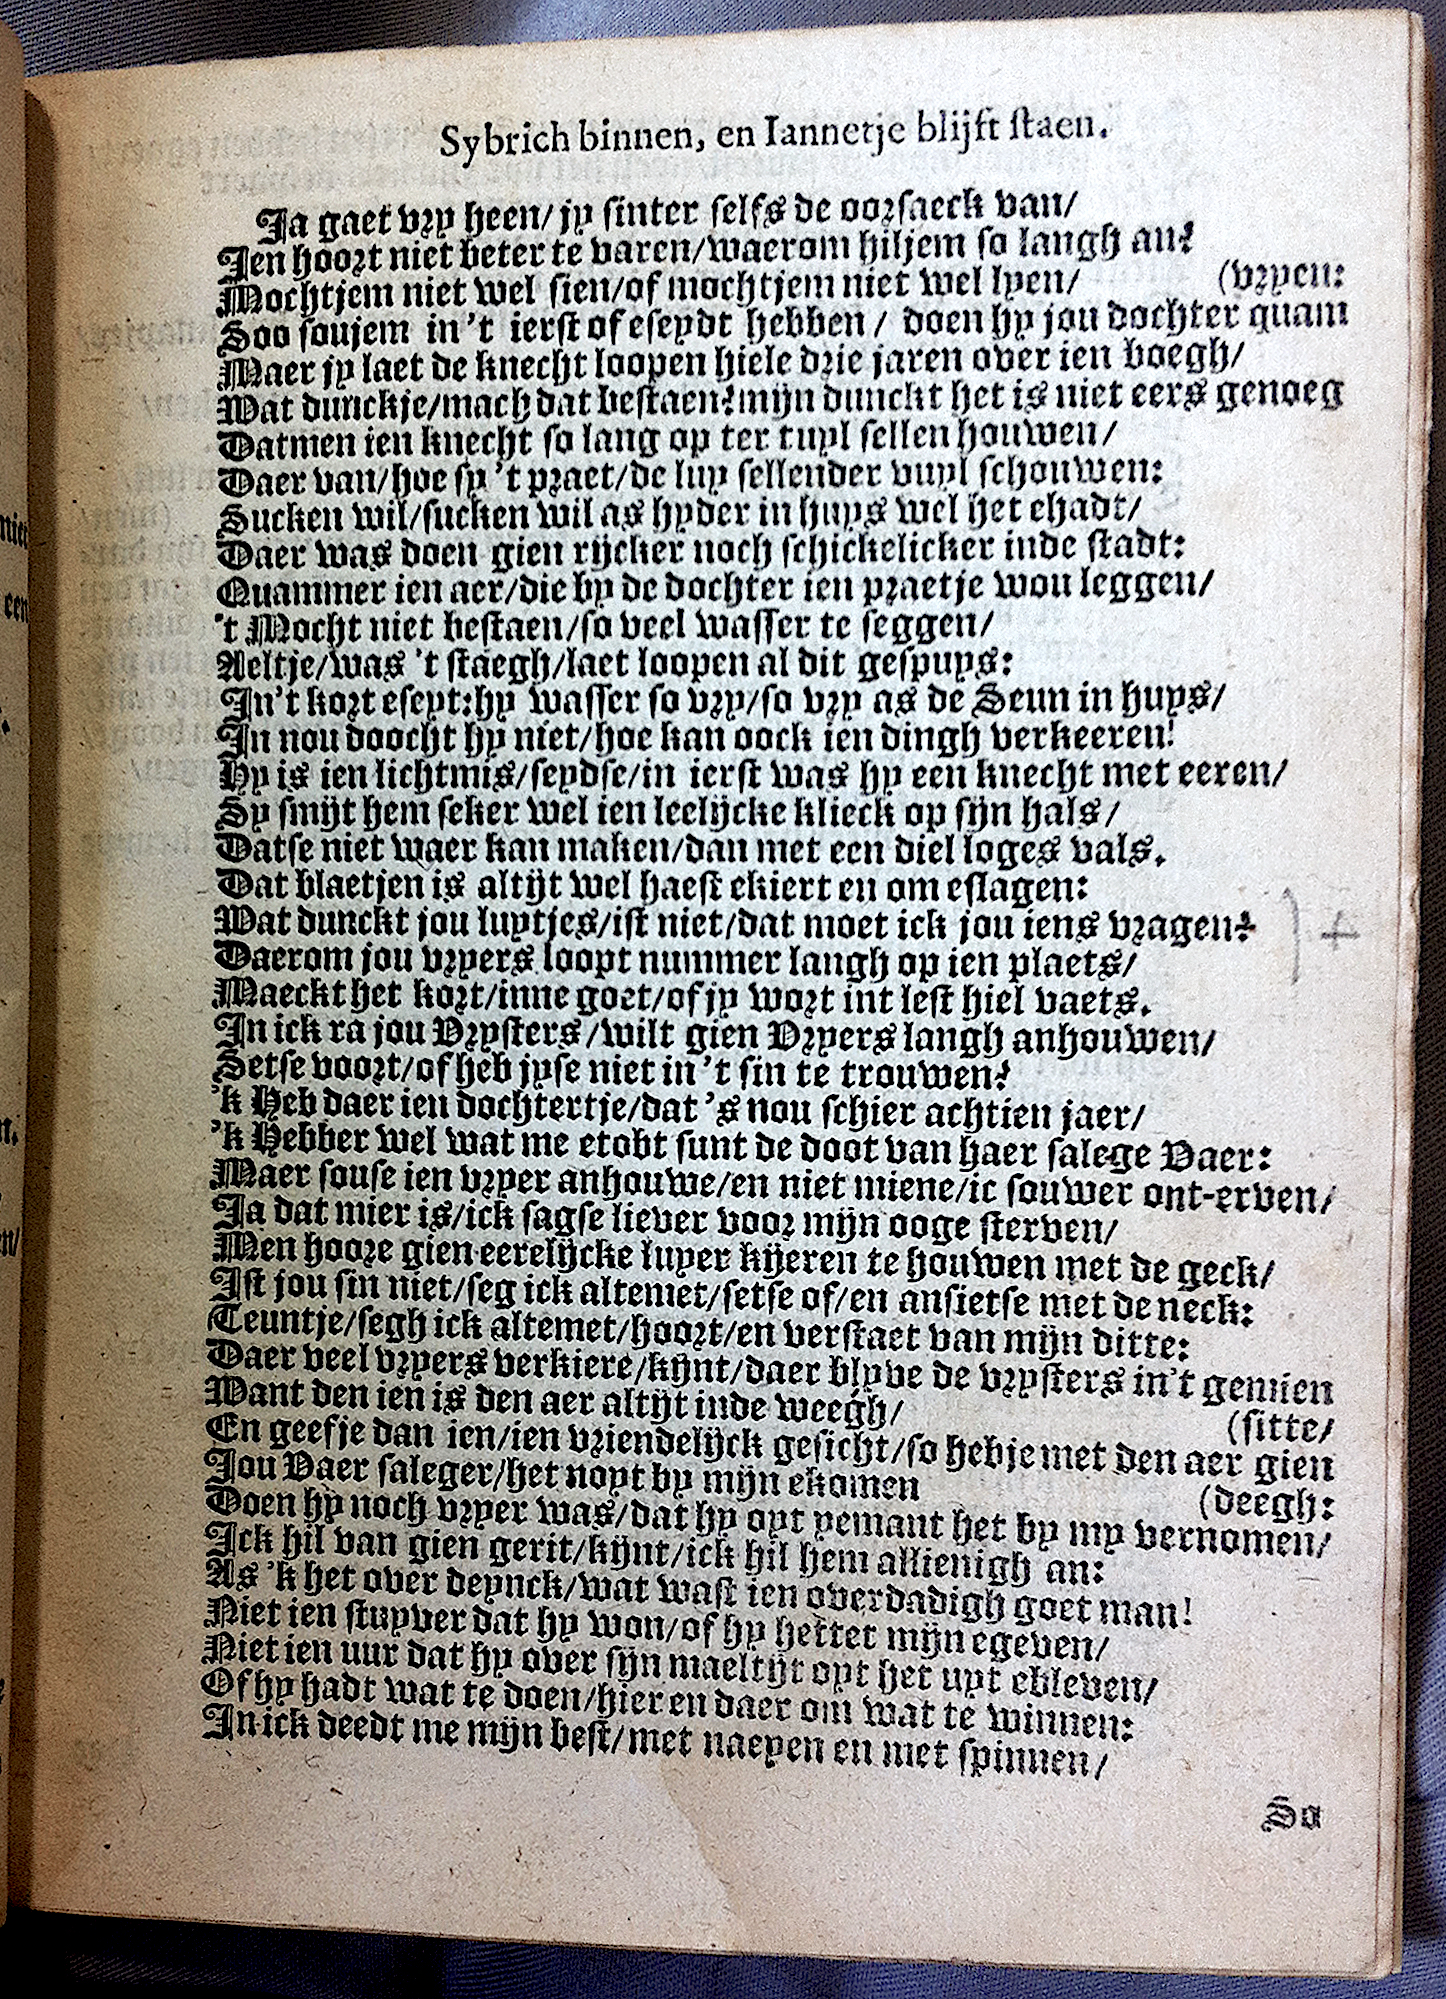 Sybrich binnen, en Iannetje blijft staen.
Ja gaet vry heen/ jy sinter selfs de oorsaeck van/
Jen hoort niet beter te varen/waerom hiljem so langh an?
Mochtjem niet wel sien/of mochtjem niet wel lyen/ (vryen:
Soo soujem in 't ierst of eseydt hebben / doen hy jou dochter quam
Maer jy laet de knecht loopen hiele drie jaren over ien boegh/
Wat dunckje/mach dat bestaen? mijn dunckt het is niet eers genoeg
Datmen ien knecht so lang op ter tuyl sellen houwen/
Daer van/hoe sy 't praet/de luy sellender vuyl schouwen:
Sucken wil/sucken wil as hyder in huys wel het ehadt/
Daer was doen gien rijcker noch schickelicker inde stadt:
Quammer ien aer/die by de dochter ien praetje wou leggen/
't Mocht niet bestaen/so veel wasser te seggen/
Aeltje/was 't staegh/laet loopen al dit gespuys:
In't kort eseyt:hy wasser so vry/so vry as de Seun in huys/
In nou doocht hy niet/hoe kan oock ien dingh verkeeren!
Hy is ien lichtmis/seydse/in ierst was hy een knecht met eeren/
Sy smijt hem seker wel ien leelijcke klieck op sijn hals/
Datse niet waer kan maken/dan met een diel loges vals.
Dat blaetjen is altijt wel haest ekiert en om eslagen:
Wat dunckt jou luytjes/ist niet/dat moet ick jou iens vragen?
Daerom jou vryers loopt nummer langh op ien plaets/
Maeckt het kort/inne goet/of jy wort int lest hiel vaets.
In ick ra jou Vrysters/wilt gien Vryers langh anhouwen/
Setse voort/of heb jyse niet in 't sin te trouwen?
'k Heb daer ien dochtertje/dat 's nou schier achtien jaer/
'k Hebber wel wat me etobt sunt de doot van haer salege Vaer:
Maer souse ien vryer anhouwe/en niet miene/ic souwer ont-erven/
Ja dat mier is/ick sagse liever voor mijn ooge sterven/
Men hoore gien eerelijcke luyer kijeren te houwen met de geck/
Ist jou sin niet/seg ick altemet/setse of/en ansietse met de neck:
Teuntje/segh ick altemet/hoort/en verstaet van mijn ditte:
Daer veel vryers verkiere/kijnt/daer blyve de vrysters in't gemien
Want den ien is den aer altijt inde weegh/ (sitte/
En geefje dan ien/ien vriendelijck gesicht/so hebje met den aer gien
Jou Vaer saleger/het noyt by mijn ekomen (deegh:
Doen hy noch vryer was/dat hy oyt yemant het by my vernomen/
Ick hil van gien gerit/kijnt/ick hil hem allienigh an:
As 'k het over deynck/wat wast ien overdadigh goet man!
Niet ien stuyver dat hy won/of hy hetter mijn egeven/
Niet ien uur dat hy over sijn maeltijt oyt het uyt ebleven/
Of hy hadt wat te doen/hier en daer om wat te winnen:
In ick deedt me mijn best/met naeyen en met spinnen/
So